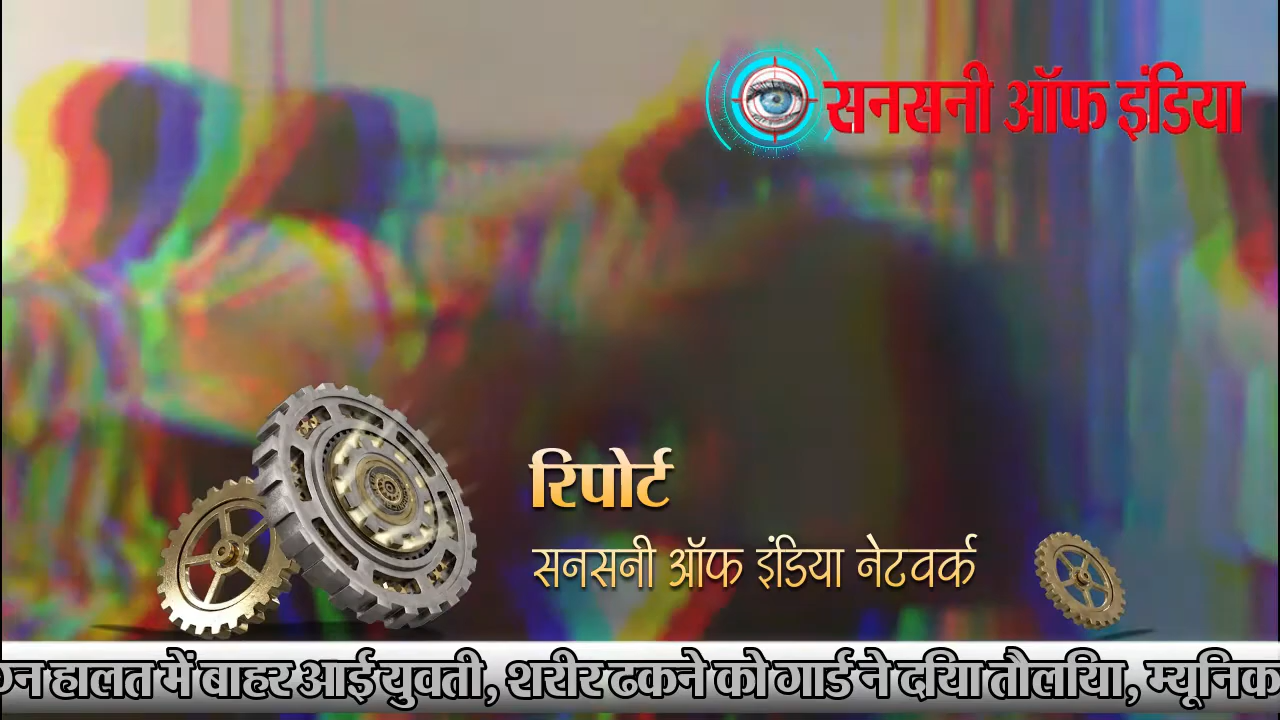 सनसनी ऑफ इंडिया
रिपोर्ट
सनसनी ऑफ इंडिया नेटवर्क
हालत में बाहर आई युवती, शरीर ढकने को गार्ड ने दिया तौलिया, म्यूनिक